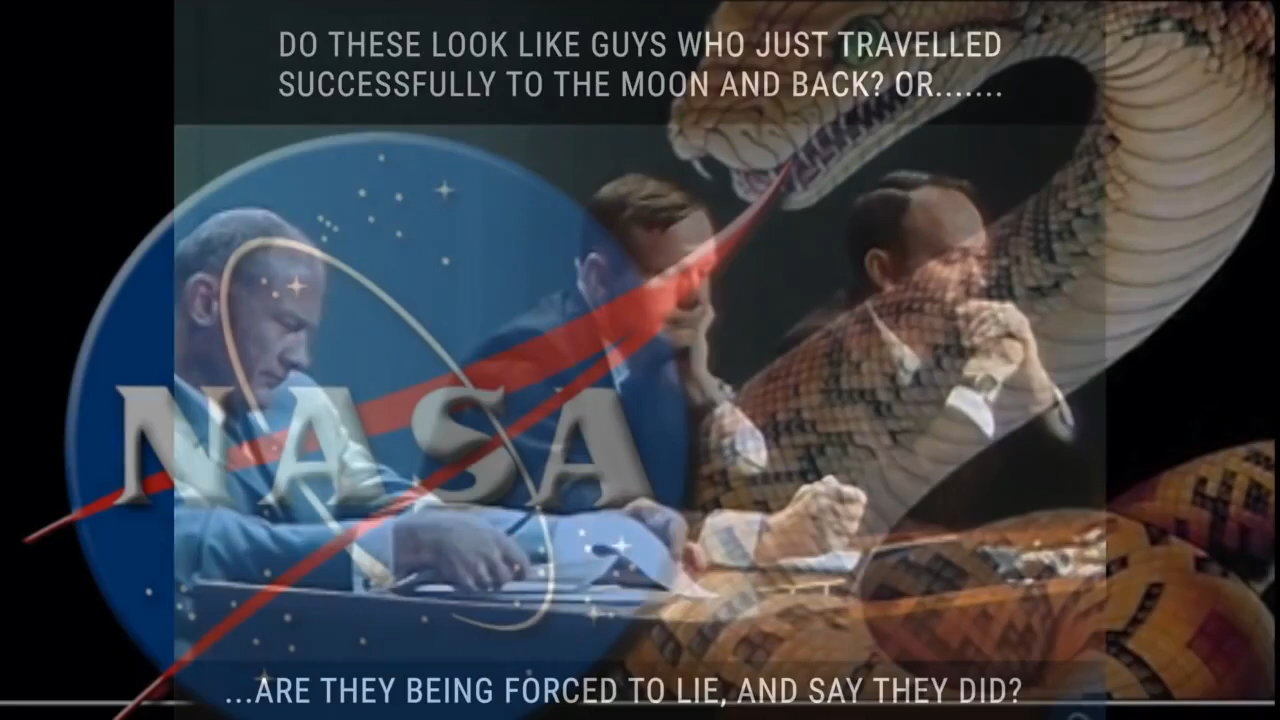 DO THESE LOOK LIKE GUYS WHO JUST TRAVELLED
SUCCESSFULLY TO THE MOON AND BACK? OR.......
NASA
...ARE THEY BEING FORCED TO LIE, AND SAY THEY DID?